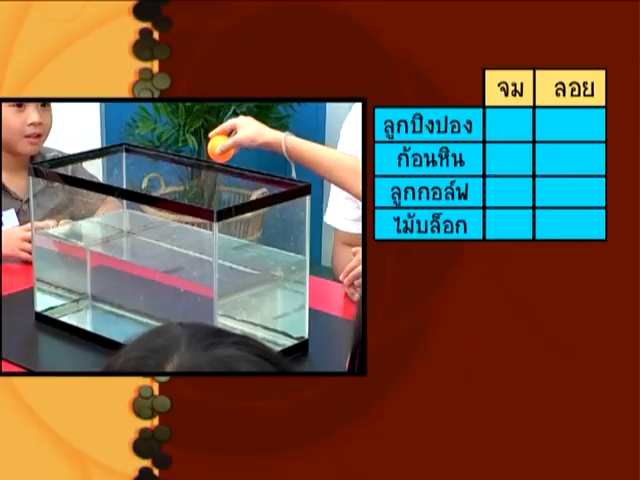 จม ลอย
ลูกปิงปอง
ก้อนหิน
ลูกกอล์ฟ
ไม้บล็อก